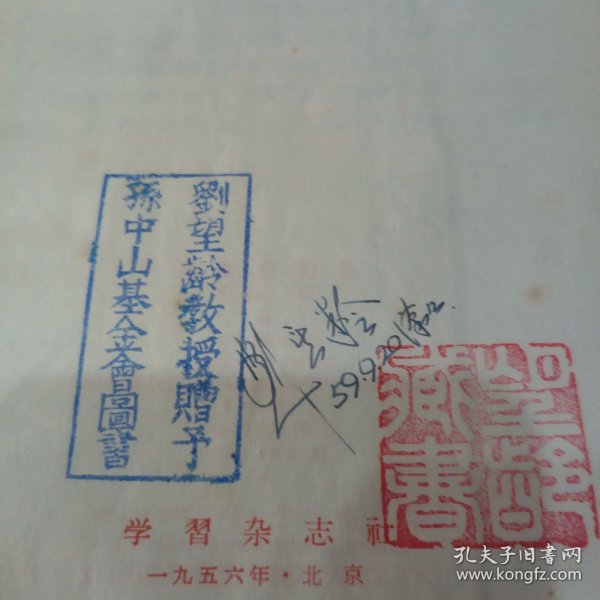 劉望齡教授贈予
孫中山基金會圖書
劉望齡
59.9.20 漢口
望齡
藏書
学習杂志社
一九五六年·北京
孔夫子旧书网
www.kongfz.com